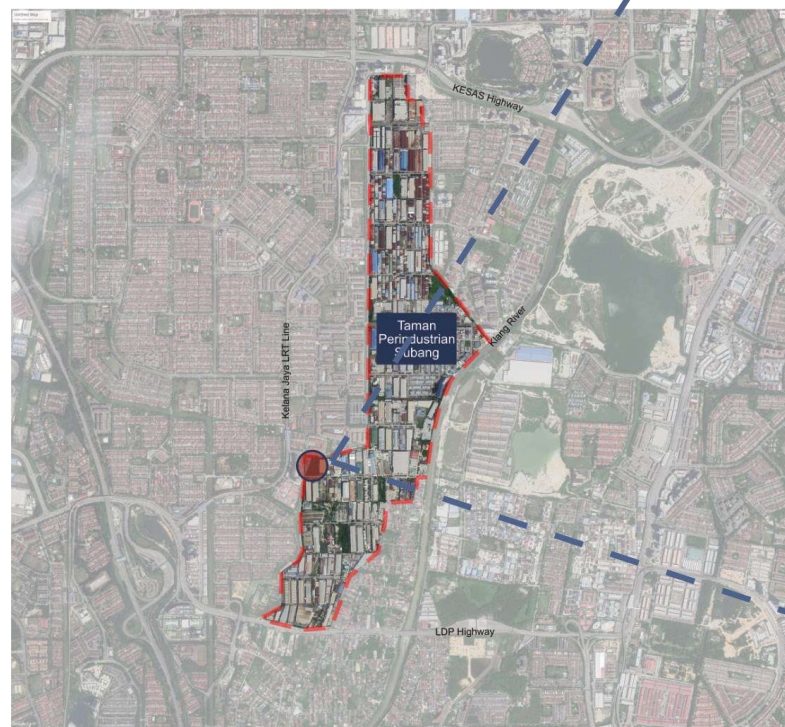 KESAS Highway
Taman
Perindustrian
Subang
Klang River
Kelana Jaya LRT Line
LDP Highway